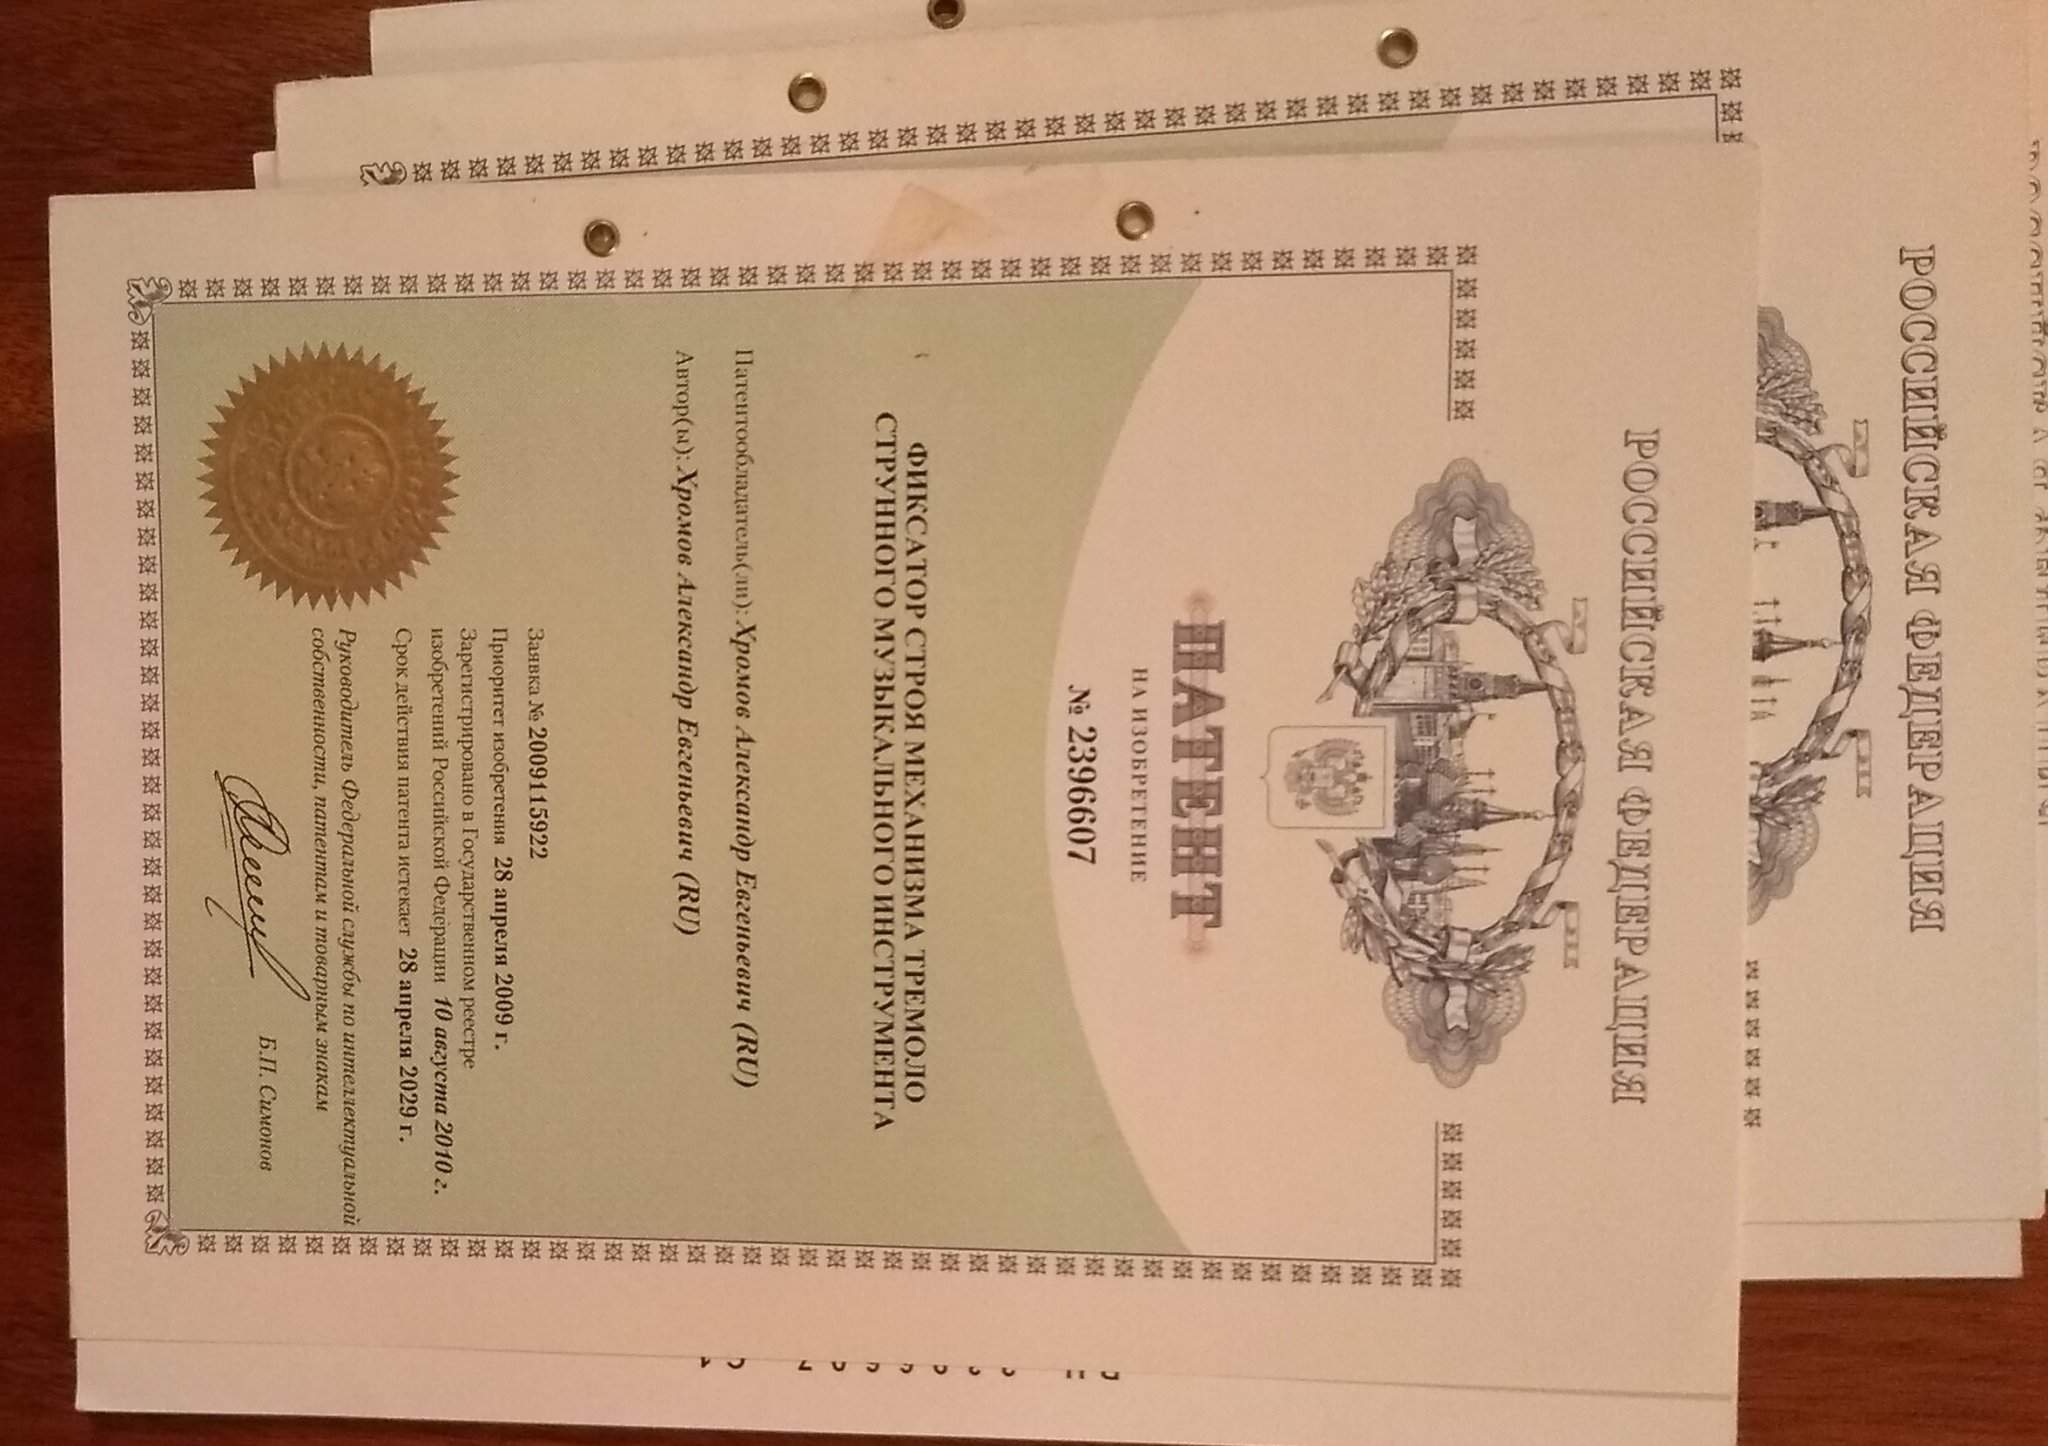 РОССИЙСКАЯ ФЕДЕРАЦИЯ
ПАТЕНТ
НА ИЗОБРЕТЕНИЕ
№ 2396607
ФИКСАТОР СТРОЯ МЕХАНИЗМА ТРЕМОЛО
СТРУННОГО МУЗЫКАЛЬНОГО ИНСТРУМЕНТА
Патентообладатель(ли): Хромов Александр Евгеньевич (RU)
Автор(ы): Хромов Александр Евгеньевич (RU)
Заявка № 2009115922
Приоритет изобретения 28 апреля 2009 г.
Зарегистрировано в Государственном реестре
изобретений Российской Федерации 10 августа 2010 г.
Срок действия патента истекает 28 апреля 2029 г.
Руководитель Федеральной службы по интеллектуальной
собственности, патентам и товарным знакам
Б.П. Симонов
РОССИЙСКАЯ ФЕДЕРАЦИЯ